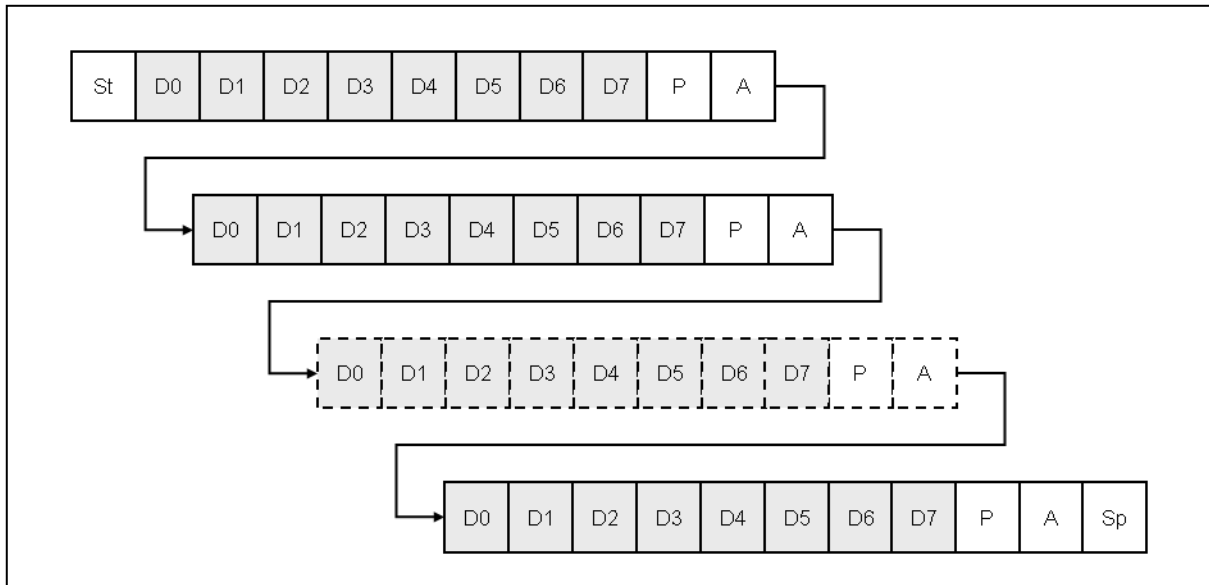 St D0 D1 D2 D3 D4 D5 D6 D7 P A
D0 D1 D2 D3 D4 D5 D6 D7 P A
D0 D1 D2 D3 D4 D5 D6 D7 P A
D0 D1 D2 D3 D4 D5 D6 D7 P A Sp